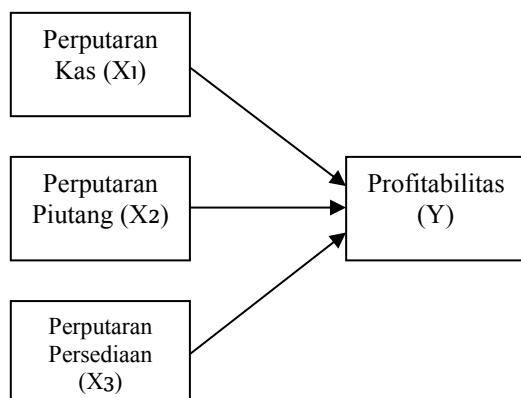 Perputaran
Kas (X1)
Perputaran
Piutang (X2)
Profitabilitas
(Y)
Perputaran
Persediaan
(X3)